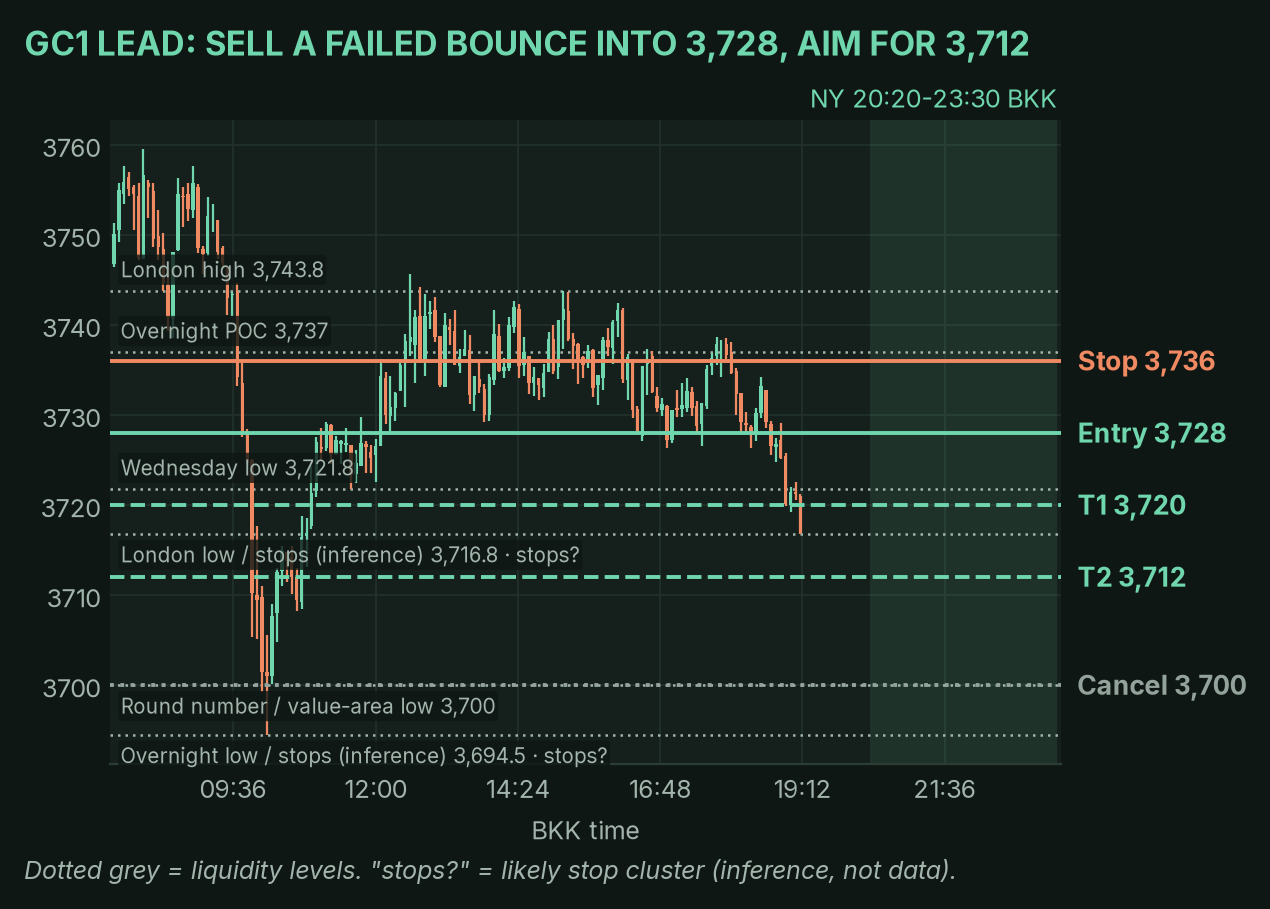 GC1 LEAD: SELL A FAILED BOUNCE INTO 3,728, AIM FOR 3,712
NY 20:20-23:30 BKK
3760
3750
London high 3,743.8
3740
Overnight POC 3,737
Stop 3,736
3730
Entry 3,728
Wednesday low 3,721.8
3720
T1 3,720
London low / stops (inference) 3,716.8 · stops?
T2 3,712
3710
3700
Cancel 3,700
Round number / value-area low 3,700
Overnight low / stops (inference) 3,694.5 · stops?
09:36 12:00 14:24 16:48 19:12 21:36
BKK time
Dotted grey = liquidity levels. "stops?" = likely stop cluster (inference, not data).